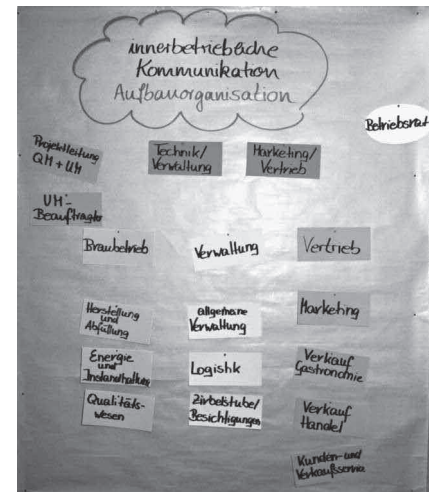 innerbetriebliche
Kommunikation
Aufbauorganisation
Betriebsrat
Projektleitung
QM + UM
Technik/
Verwaltung
Marketing/
Vertrieb
UM-
Beauftragter
Braubetrieb
Verwaltung
Vertrieb
Herstellung
und
Abfüllung
allgemeine
Verwaltung
Marketing
Energie
und
Instandhaltung
Logistik
Verkauf
Gastronomie
Qualitäts-
wesen
Zirbelstube/
Besichtigungen
Verkauf
Handel
Kunden- und
Verkaufsservice